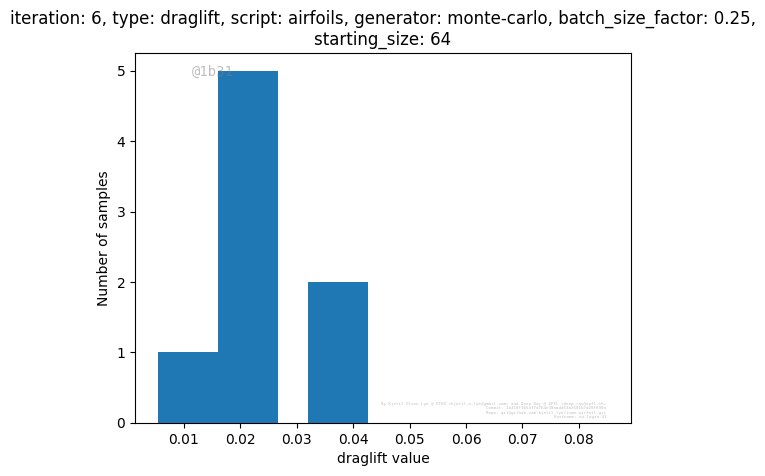 iteration: 6, type: draglift, script: airfoils, generator: monte-carlo, batch_size_factor: 0.25,
starting_size: 64
@1b31
5
4
3
2
1
0
Number of samples
0.01 0.02 0.03 0.04 0.05 0.06 0.07 0.08
draglift value